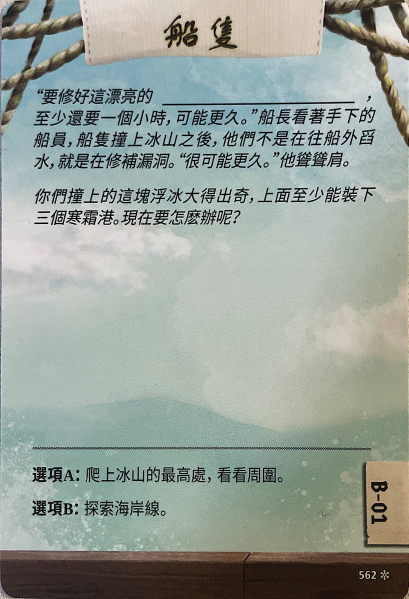 船隻
“要修好這漂亮的 ____________________，
至少還要一個小時，可能更久。”船長看著手下的
船員，船隻撞上冰山之後，他們不是在往船外舀
水，就是在修補漏洞。“很可能更久。”他聳聳肩。
你們撞上的這塊浮冰大得出奇，上面至少能裝下
三個寒霜港。現在要怎麼辦呢？
選項A：爬上冰山的最高處，看看周圍。
選項B：探索海岸線。
B-01
562